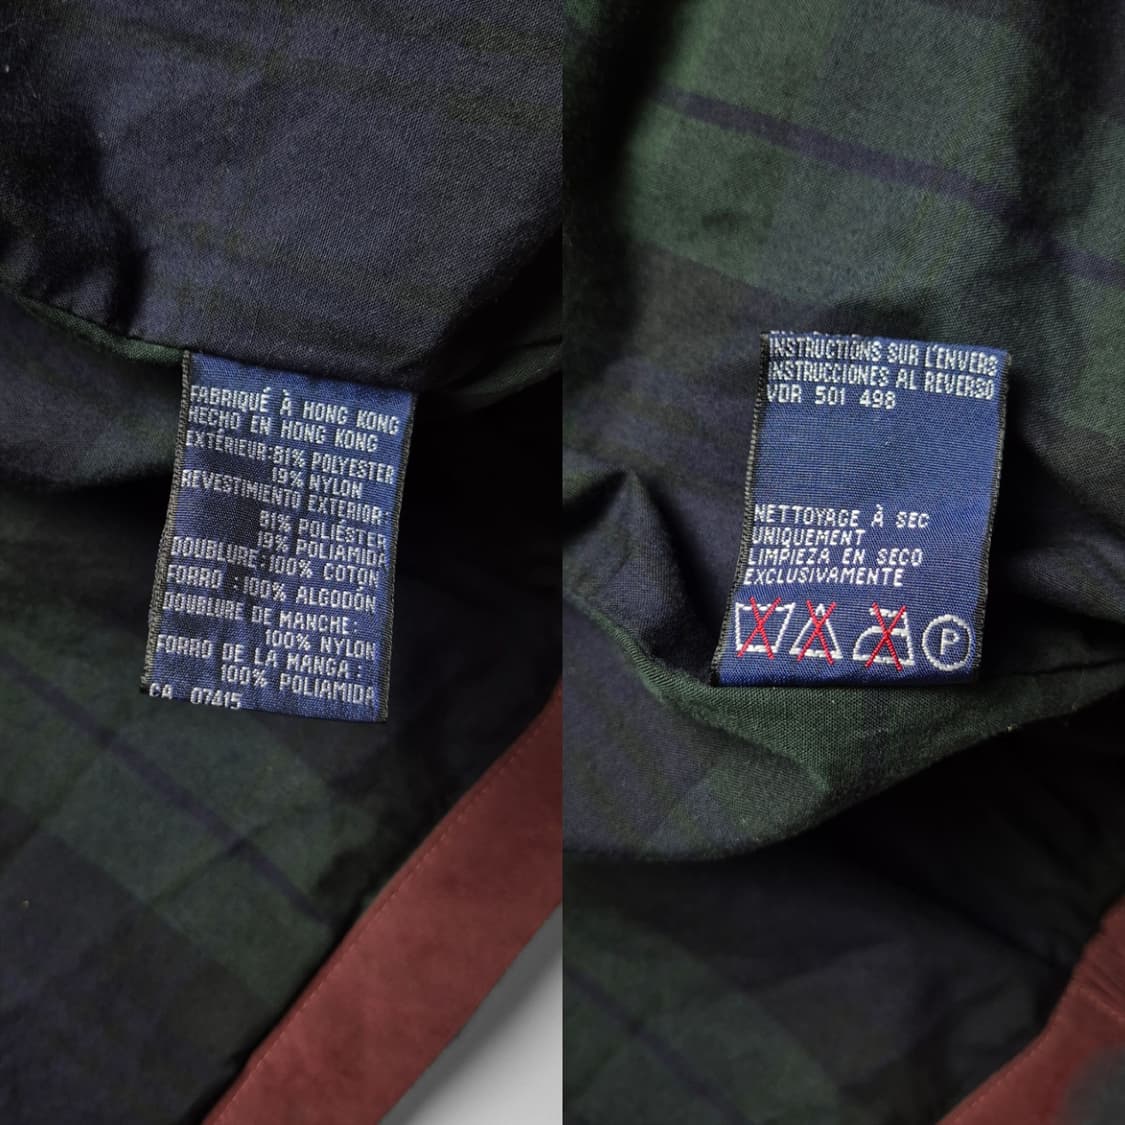 FABRIQUÉ À HONG KONG
HECHO EN HONG KONG
EXTÉRIEUR:81% POLYESTER
19% NYLON
REVESTIMIENTO EXTERIOR:
81% POLIÉSTER
19% POLIAMIDA
DOUBLURE:100% COTON
FORRO :100% ALGODÓN
DOUBLURE DE MANCHE:
100% NYLON
FORRO DE LA MANGA:
100% POLIAMIDA
CA 07415
INSTRUCTIONS SUR L'ENVERS
INSTRUCCIONES AL REVERSO
VDR 501 498
NETTOYAGE À SEC
UNIQUEMENT
LIMPIEZA EN SECO
EXCLUSIVAMENTE
P